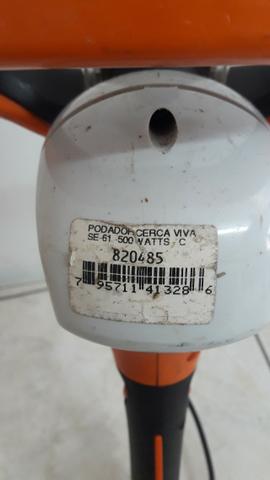 PODADOR CERCA VIVA
SE-61 500 WATTS - C
820485
7 95711 41328 6